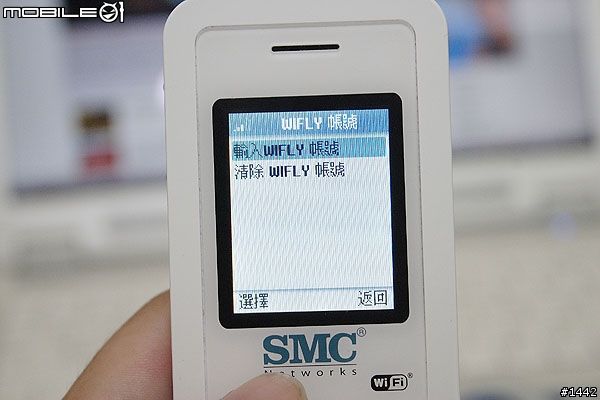 MOBILE01
WIFLY 帳號
輸入WIFLY 帳號
清除 WIFLY 帳號
選擇 返回
SMC®
Networks
Wi Fi
#1442